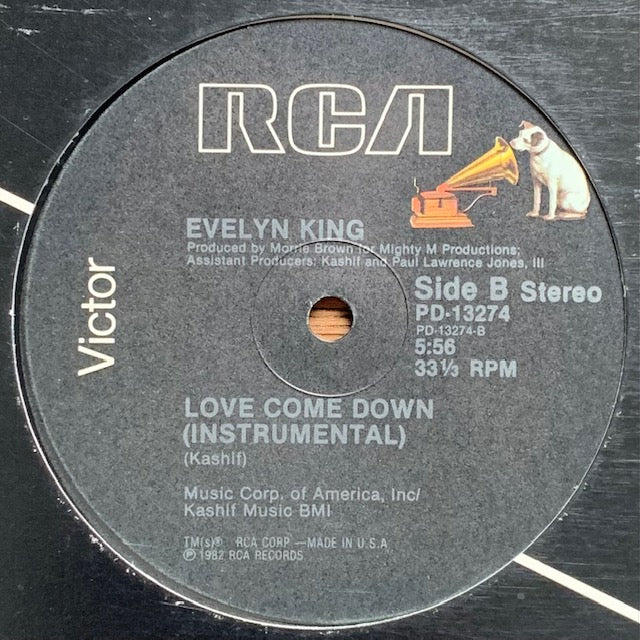 RCA
EVELYN KING
Produced by Morrie Brown for Mighty M Productions;
Assistant Producers: Kashif and Paul Lawrence Jones, III
Side B Stereo
PD-13274
PD-13274-B
5:56
33⅓ RPM
Victor
LOVE COME DOWN
(INSTRUMENTAL)
(Kashif)
Music Corp. of America, Inc/
Kashif Music BMI
TM(s)® RCA CORP —MADE IN U.S.A
℗ 1982 RCA RECORDS